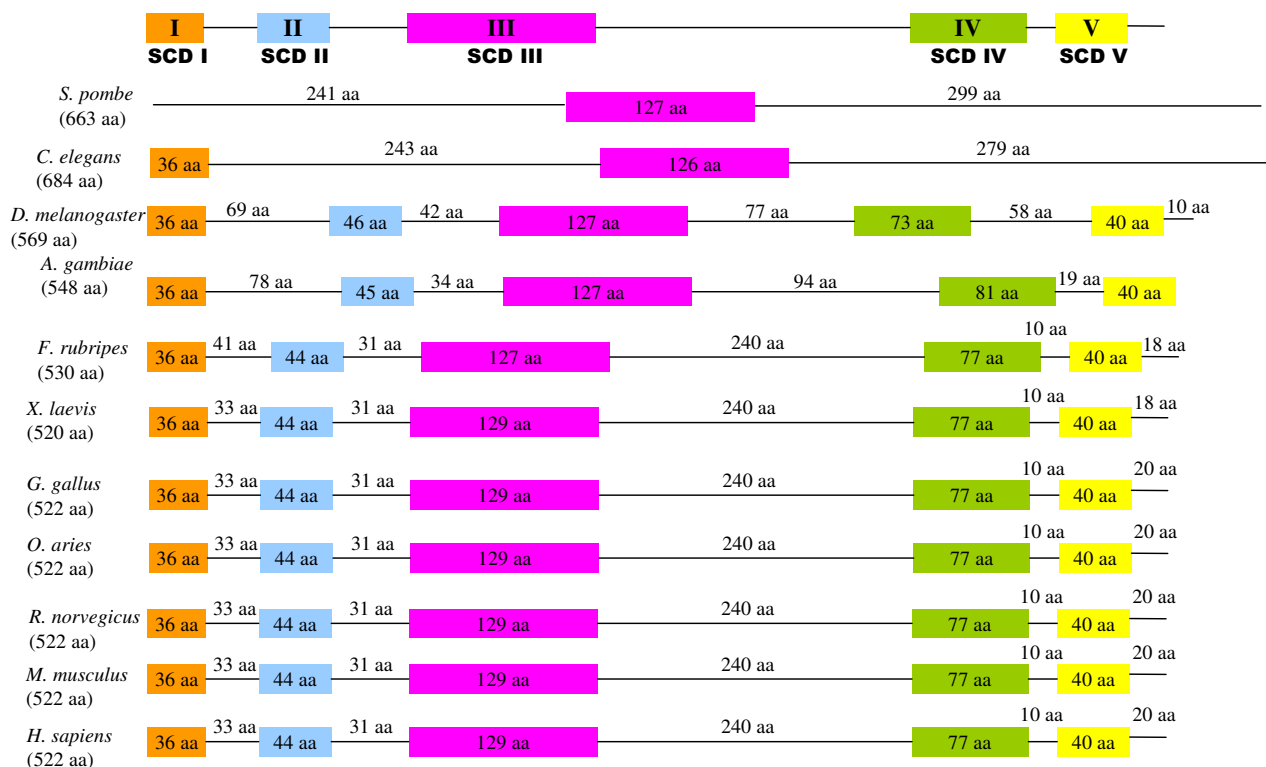 I II III IV V
SCD I SCD II SCD III SCD IV SCD V
S. pombe 241 aa 127 aa 299 aa
(663 aa)
C. elegans 36 aa 243 aa 126 aa 279 aa
(684 aa)
D. melanogaster 36 aa 69 aa 46 aa 42 aa 127 aa 77 aa 73 aa 58 aa 40 aa 10 aa
(569 aa)
A. gambiae 36 aa 78 aa 45 aa 34 aa 127 aa 94 aa 81 aa 19 aa 40 aa
(548 aa)
F. rubripes 36 aa 41 aa 44 aa 31 aa 127 aa 240 aa 77 aa 10 aa 40 aa 18 aa
(530 aa)
X. laevis 36 aa 33 aa 44 aa 31 aa 129 aa 240 aa 77 aa 10 aa 40 aa 18 aa
(520 aa)
G. gallus 36 aa 33 aa 44 aa 31 aa 129 aa 240 aa 77 aa 10 aa 40 aa 20 aa
(522 aa)
O. aries 36 aa 33 aa 44 aa 31 aa 129 aa 240 aa 77 aa 10 aa 40 aa 20 aa
(522 aa)
R. norvegicus 36 aa 33 aa 44 aa 31 aa 129 aa 240 aa 77 aa 10 aa 40 aa 20 aa
(522 aa)
M. musculus 36 aa 33 aa 44 aa 31 aa 129 aa 240 aa 77 aa 10 aa 40 aa 20 aa
(522 aa)
H. sapiens 36 aa 33 aa 44 aa 31 aa 129 aa 240 aa 77 aa 10 aa 40 aa 20 aa
(522 aa)